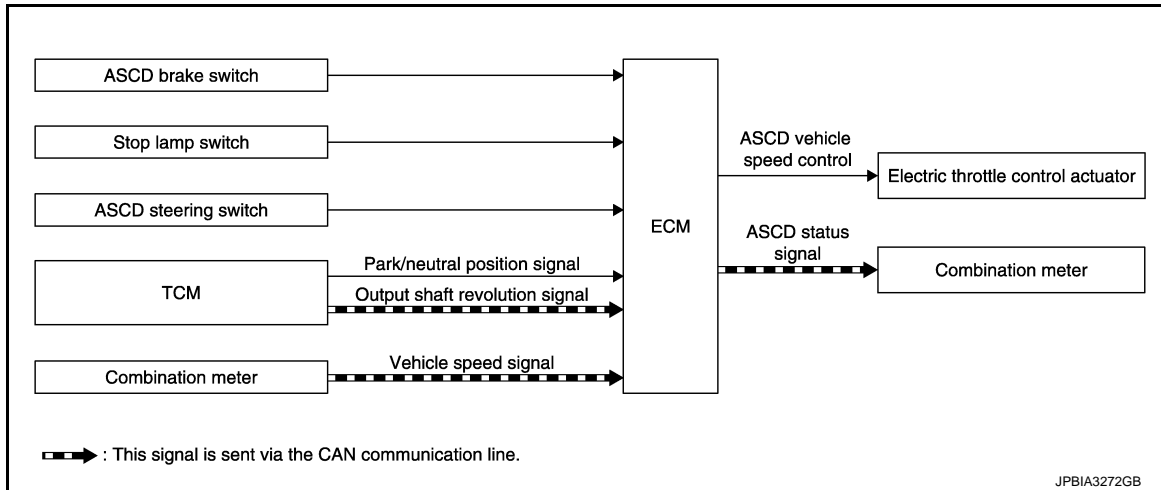 ASCD brake switch
Stop lamp switch
ASCD steering switch
TCM
Park/neutral position signal
Output shaft revolution signal
Combination meter
Vehicle speed signal
ECM
ASCD vehicle
speed control
Electric throttle control actuator
ASCD status
signal
Combination meter
: This signal is sent via the CAN communication line.
JPBIA3272GB